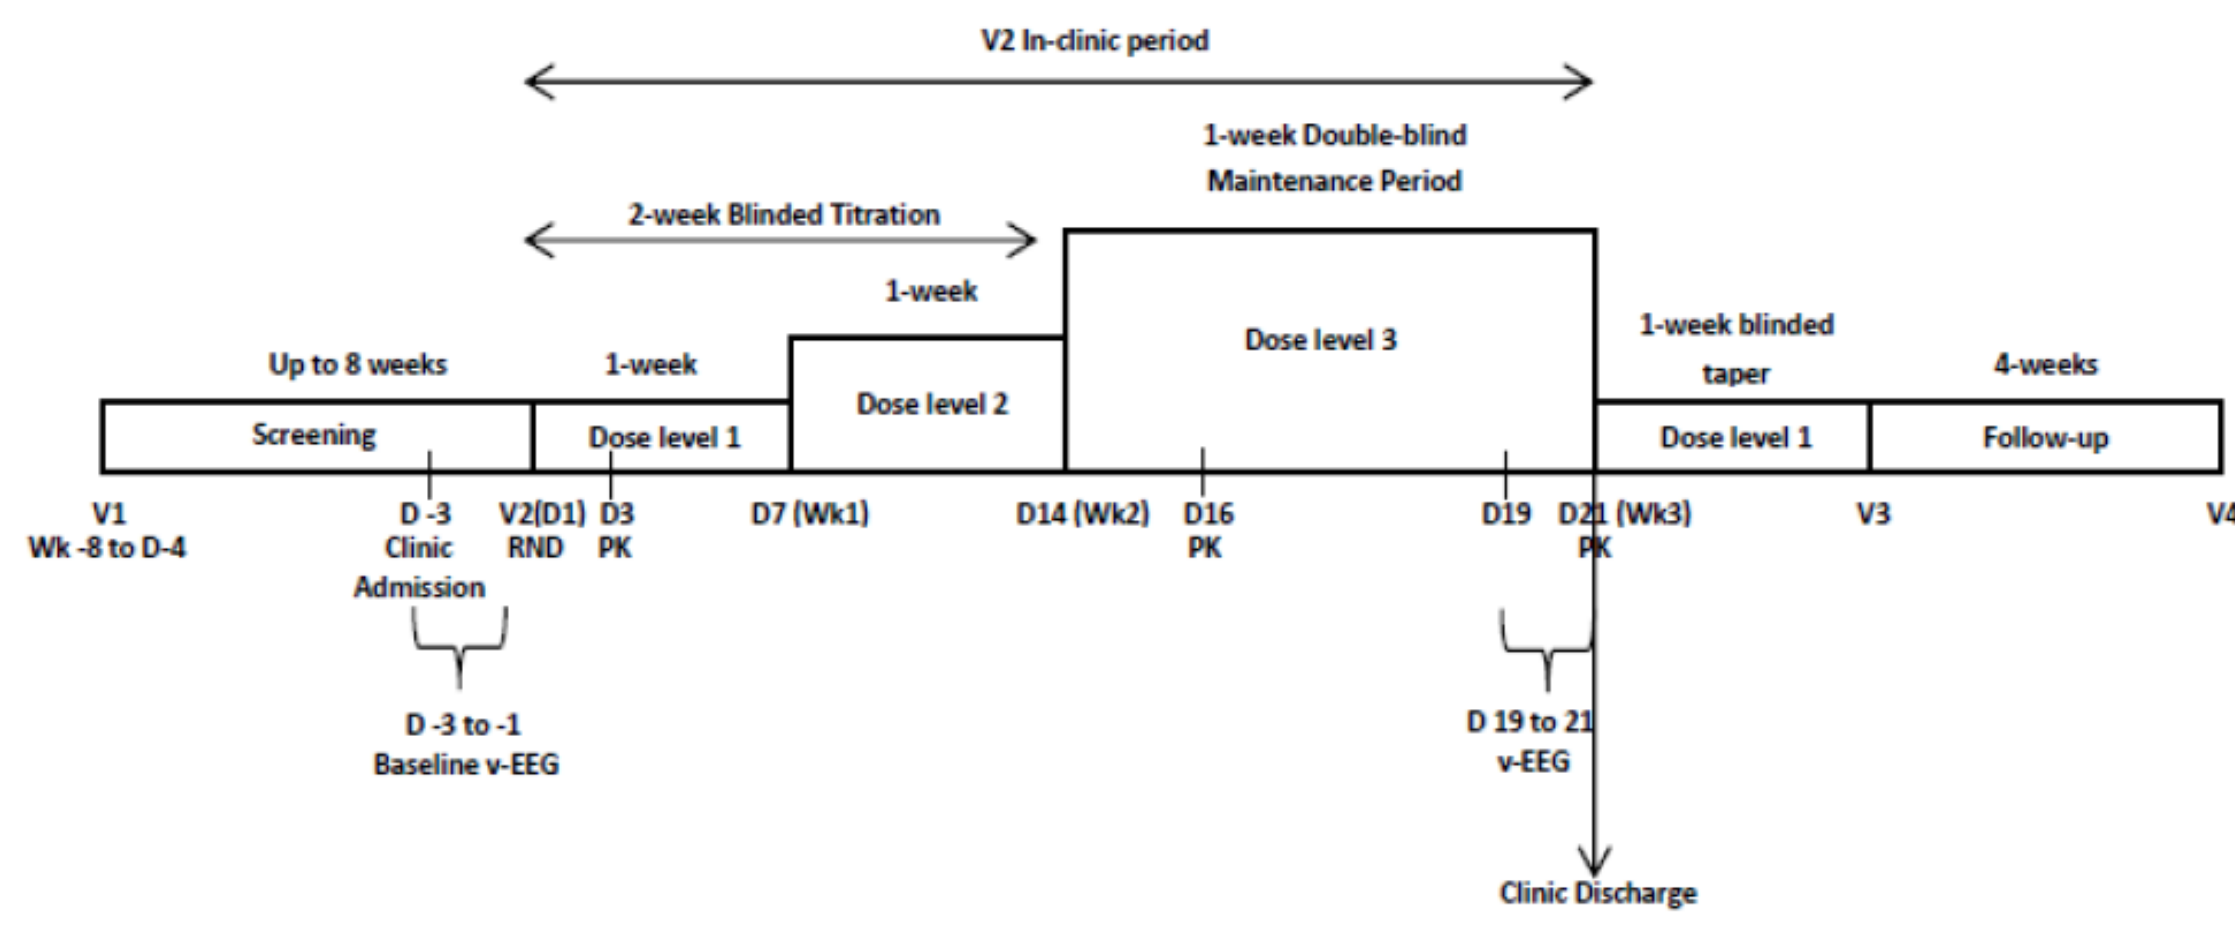 V2 In-clinic period
1-week Double-blind
Maintenance Period
2-week Blinded Titration
1-week
Dose level 3
1-week blinded
taper
Up to 8 weeks
1-week
4-weeks
Dose level 2
Screening
Dose level 1
Dose level 1
Follow-up
V1
Wk -8 to D-4
D -3
Clinic
Admission
V2(D1)
RND
D3
PK
D7 (Wk1)
D14 (Wk2)
D16
PK
D19
D21 (Wk3)
PK
V3
V4
D -3 to -1
Baseline v-EEG
D 19 to 21
v-EEG
Clinic Discharge